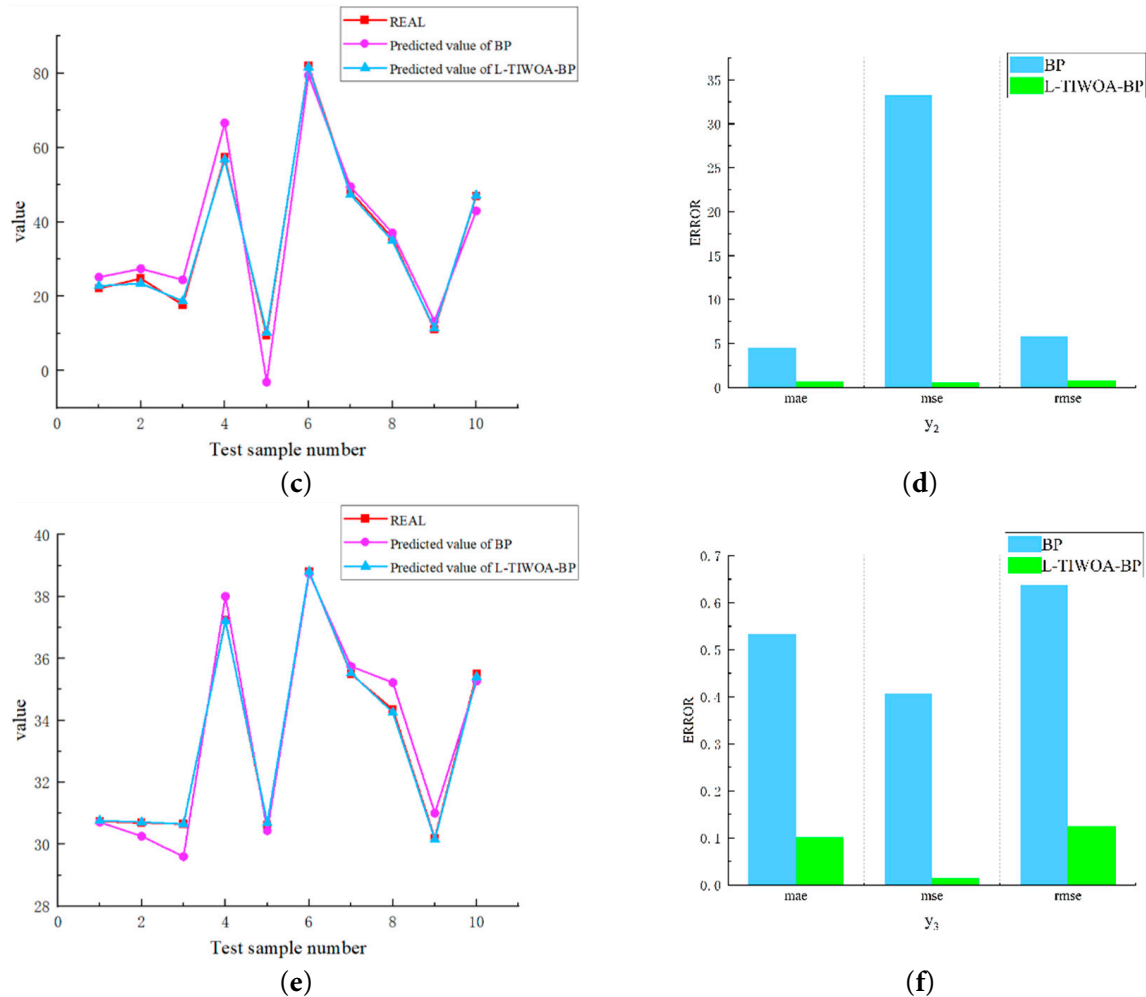 REAL
Predicted value of BP
Predicted value of L-TIWOA-BP
value
80
60
40
20
0
0 2 4 6 8 10
Test sample number
(c)
BP
L-TIWOA-BP
ERROR
35
30
25
20
15
10
5
0
mae mse rmse
y₂
(d)
REAL
Predicted value of BP
Predicted value of L-TIWOA-BP
value
40
38
36
34
32
30
28
0 2 4 6 8 10
Test sample number
(e)
BP
L-TIWOA-BP
ERROR
0.7
0.6
0.5
0.4
0.3
0.2
0.1
0.0
mae mse rmse
y₃
(f)